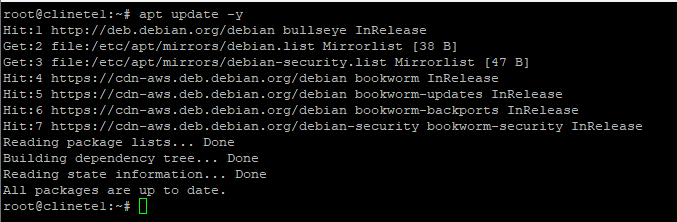 root@clinetel:~# apt update -y
Hit:1 http://deb.debian.org/debian bullseye InRelease
Get:2 file:/etc/apt/mirrors/debian.list Mirrorlist [38 B]
Get:3 file:/etc/apt/mirrors/debian-security.list Mirrorlist [47 B]
Hit:4 https://cdn-aws.deb.debian.org/debian bookworm InRelease
Hit:5 https://cdn-aws.deb.debian.org/debian bookworm-updates InRelease
Hit:6 https://cdn-aws.deb.debian.org/debian bookworm-backports InRelease
Hit:7 https://cdn-aws.deb.debian.org/debian-security bookworm-security InRelease
Reading package lists... Done
Building dependency tree... Done
Reading state information... Done
All packages are up to date.
root@clinetel:~#